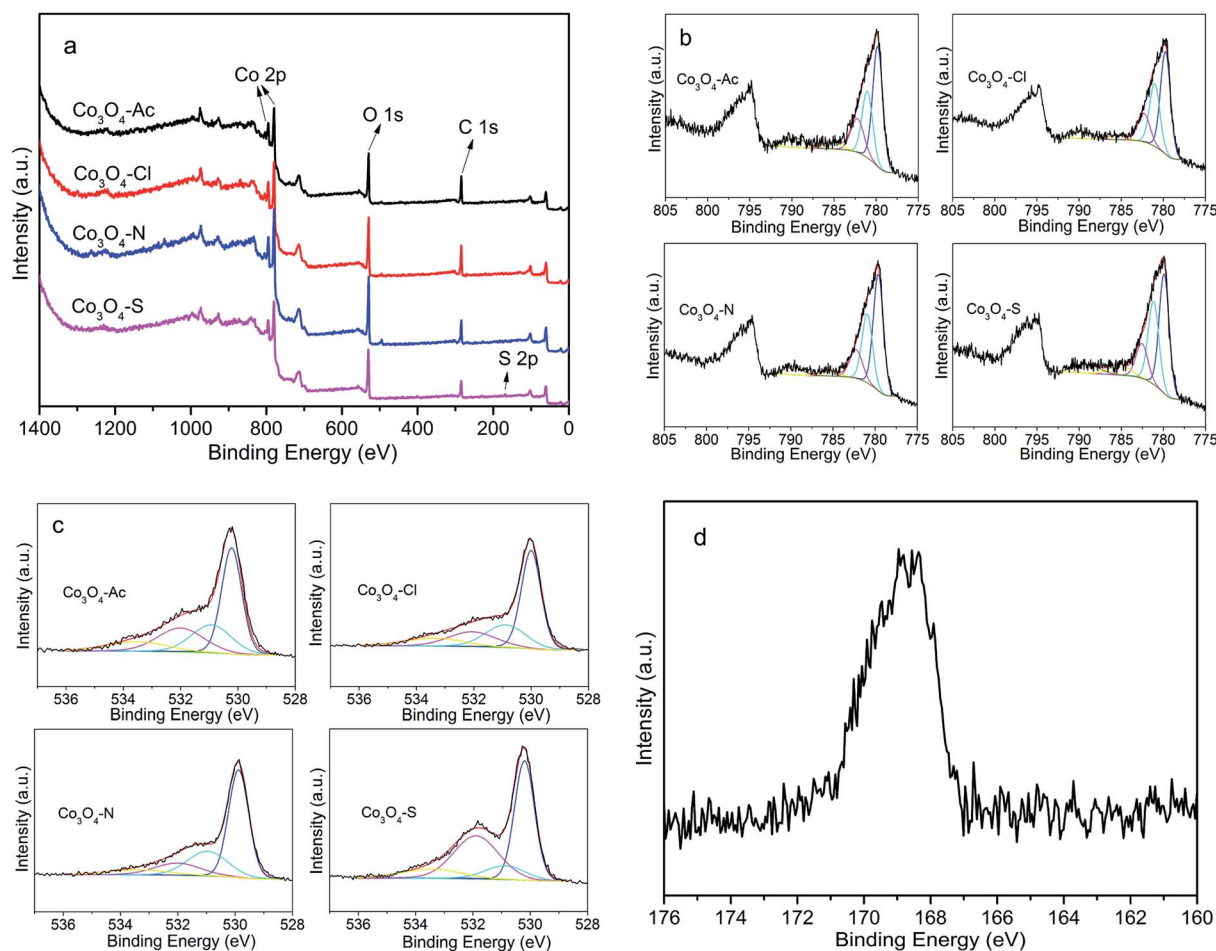 a
Co 2p
Co₃O₄-Ac
O 1s
C 1s
Co₃O₄-Cl
Co₃O₄-N
Co₃O₄-S
S 2p
Intensity (a.u.)
1400 1200 1000 800 600 400 200 0
Binding Energy (eV)
b
Co₃O₄-Ac
Intensity (a.u.)
805 800 795 790 785 780 775
Binding Energy (eV)
Co₃O₄-Cl
Intensity (a.u.)
805 800 795 790 785 780 775
Binding Energy (eV)
Co₃O₄-N
Intensity (a.u.)
805 800 795 790 785 780 775
Binding Energy (eV)
Co₃O₄-S
Intensity (a.u.)
805 800 795 790 785 780 775
Binding Energy (eV)
c
Co₃O₄-Ac
Intensity (a.u.)
536 534 532 530 528
Binding Energy (eV)
Co₃O₄-Cl
Intensity (a.u.)
536 534 532 530 528
Binding Energy (eV)
Co₃O₄-N
Intensity (a.u.)
536 534 532 530 528
Binding Energy (eV)
Co₃O₄-S
Intensity (a.u.)
536 534 532 530 528
Binding Energy (eV)
d
Intensity (a.u.)
176 174 172 170 168 166 164 162 160
Binding Energy (eV)